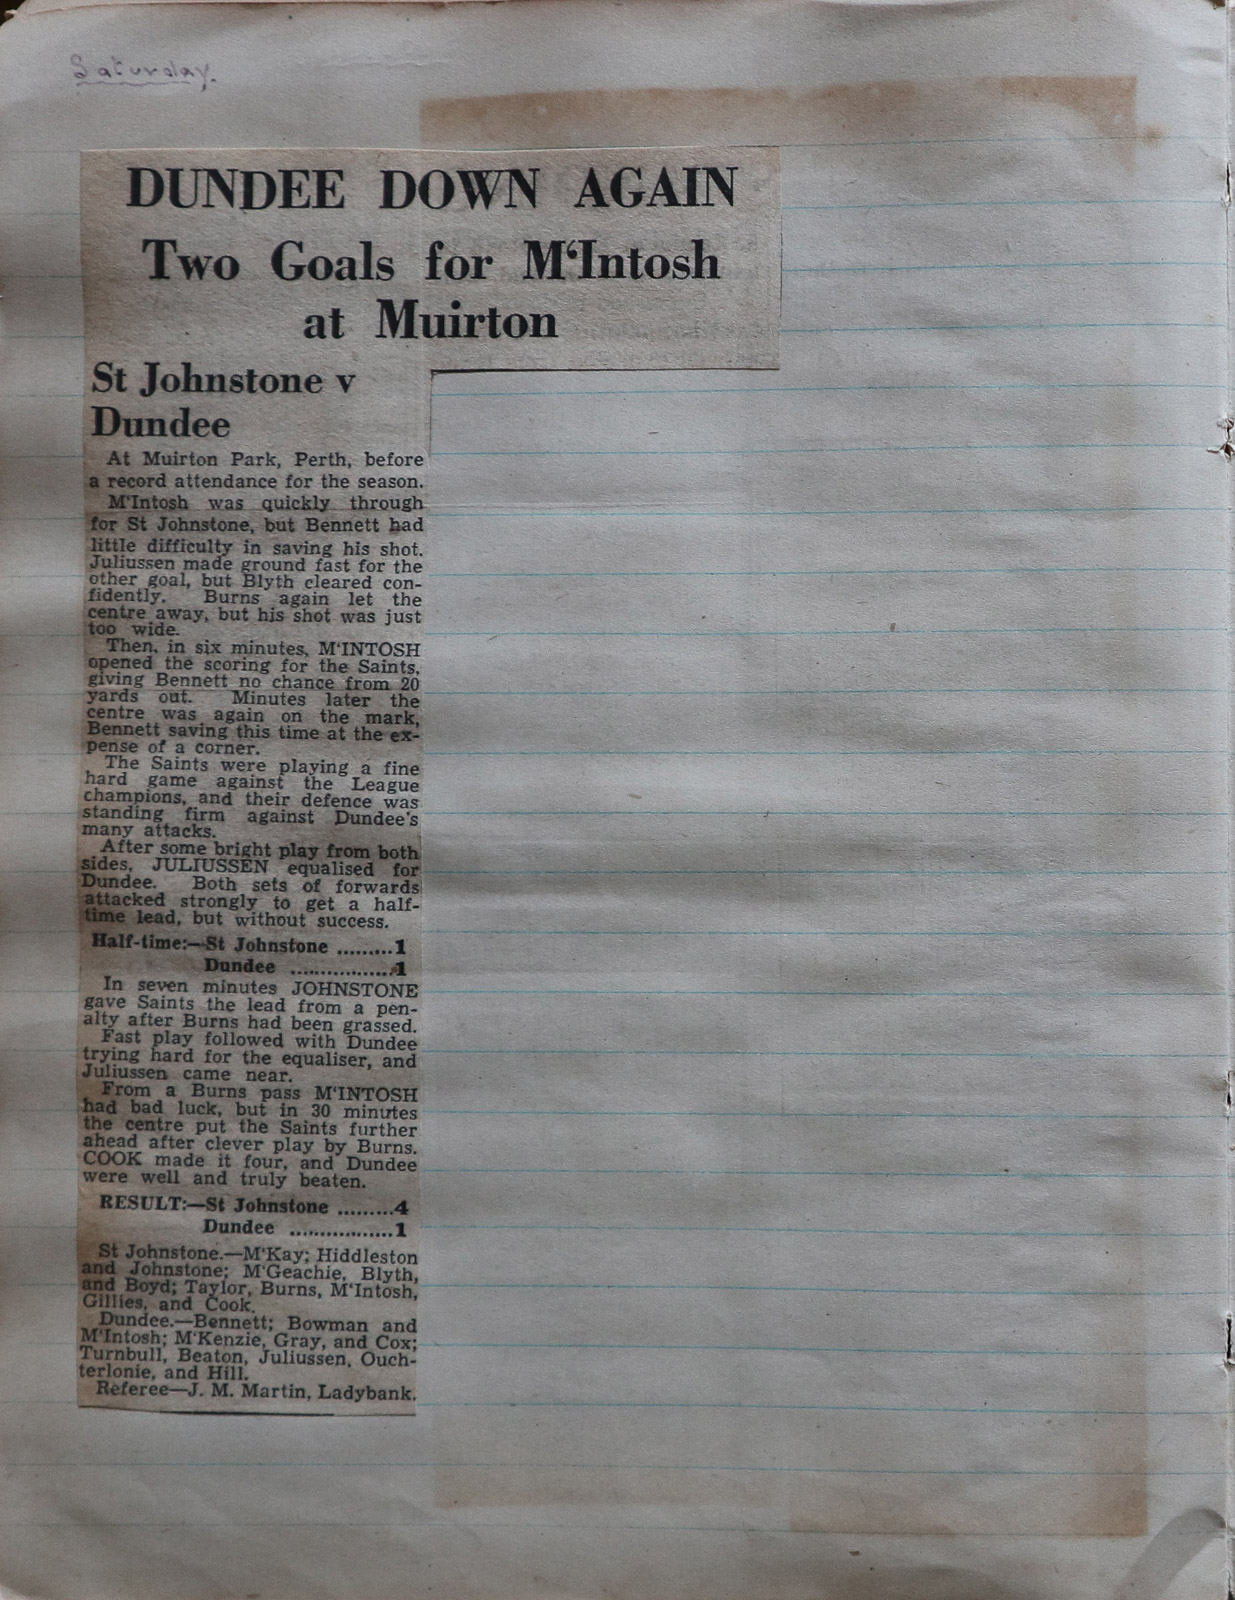 Saturday.
DUNDEE DOWN AGAIN
Two Goals for M'Intosh
at Muirton
St Johnstone v
Dundee
At Muirton Park, Perth, before
a record attendance for the season.
M'Intosh was quickly through
for St Johnstone, but Bennett had
little difficulty in saving his shot.
Juliussen made ground fast for the
other goal, but Blyth cleared con-
fidently. Burns again let the
centre away, but his shot was just
too wide.
Then, in six minutes, M'INTOSH
opened the scoring for the Saints,
giving Bennett no chance from 20
yards out. Minutes later the
centre was again on the mark,
Bennett saving this time at the ex-
pense of a corner.
The Saints were playing a fine
hard game against the League
champions, and their defence was
standing firm against Dundee's
many attacks.
After some bright play from both
sides, JULIUSSEN equalised for
Dundee. Both sets of forwards
attacked strongly to get a half-
time lead, but without success.
Half-time:—St Johnstone .........1
Dundee ................1
In seven minutes JOHNSTONE
gave Saints the lead from a pen-
alty after Burns had been grassed.
Fast play followed with Dundee
trying hard for the equaliser, and
Juliussen came near.
From a Burns pass M'INTOSH
had bad luck, but in 30 minutes
the centre put the Saints further
ahead after clever play by Burns.
COOK made it four, and Dundee
were well and truly beaten.
RESULT:—St Johnstone .........4
Dundee .................1
St Johnstone.—M'Kay; Hiddleston
and Johnstone; M'Geachie, Blyth,
and Boyd; Taylor, Burns, M'Intosh,
Gillies, and Cook.
Dundee.—Bennett; Bowman and
M'Intosh; M'Kenzie, Gray, and Cox;
Turnbull, Beaton, Juliussen, Ouch-
terlonie, and Hill.
Referee—J. M. Martin, Ladybank.